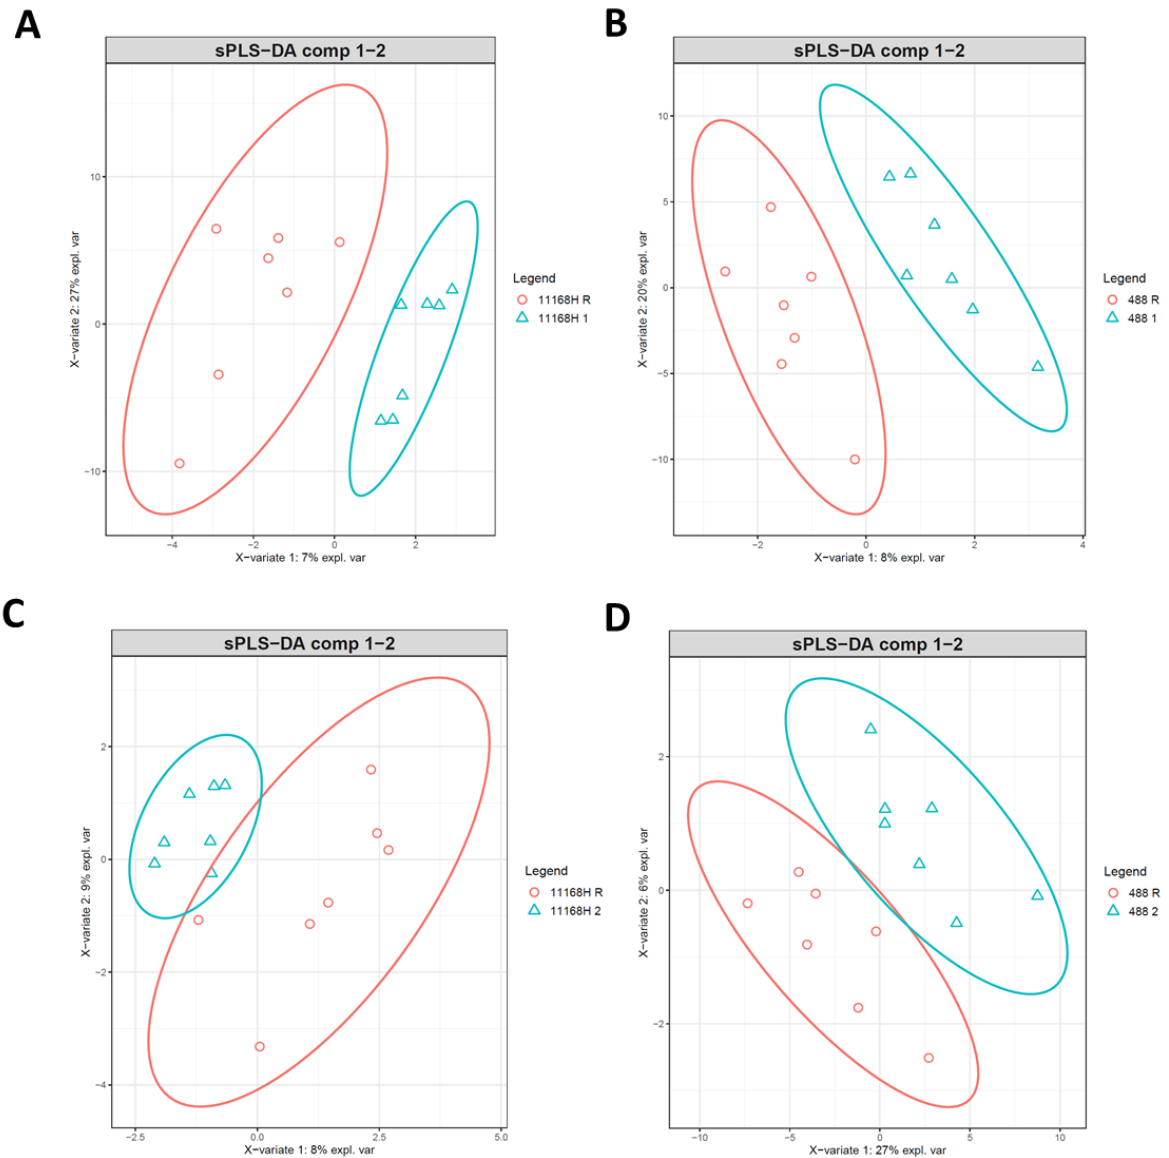 A
sPLS−DA comp 1−2
10
0
−10
X−variate 2: 27% expl. var
−4
−2
0
2
X−variate 1: 7% expl. var
Legend
11168H R
11168H 1
B
sPLS−DA comp 1−2
10
5
0
−5
−10
X−variate 2: 20% expl. var
−2
0
2
4
X−variate 1: 8% expl. var
Legend
488 R
488 1
C
sPLS−DA comp 1−2
2
0
−2
−4
X−variate 2: 9% expl. var
−2.5
0.0
2.5
5.0
X−variate 1: 8% expl. var
Legend
11168H R
11168H 2
D
sPLS−DA comp 1−2
2
0
−2
X−variate 2: 6% expl. var
−10
−5
0
5
10
X−variate 1: 27% expl. var
Legend
488 R
488 2